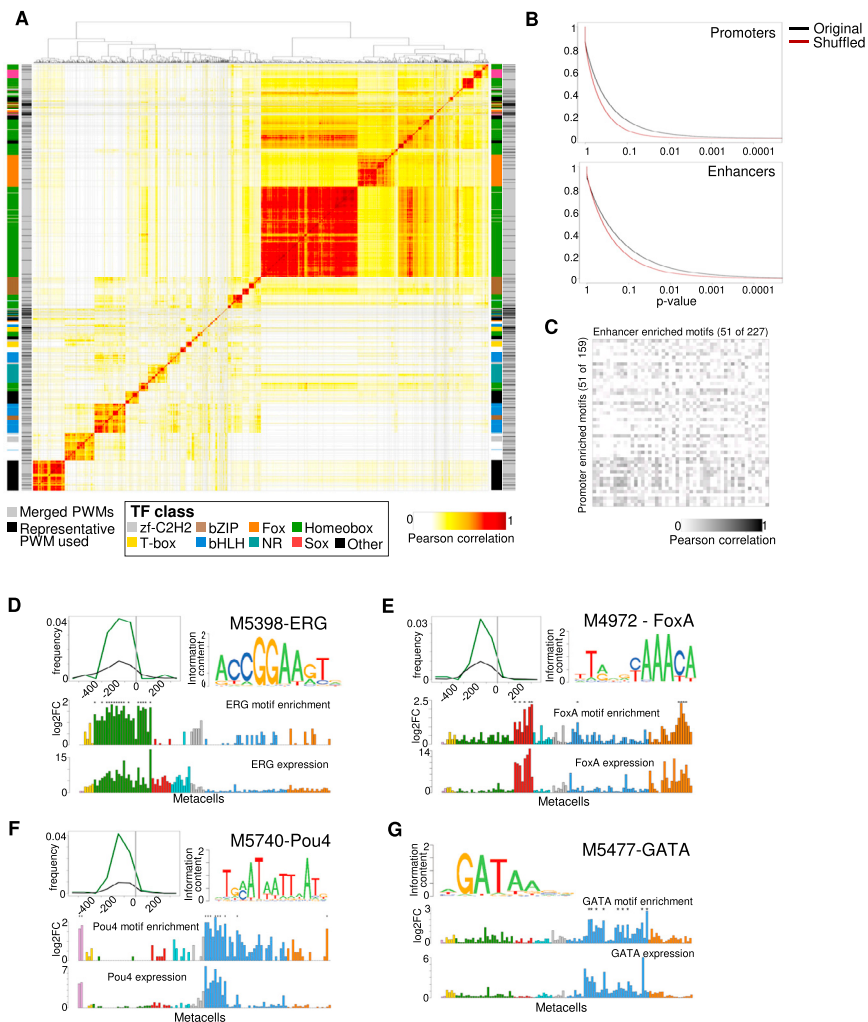 A
B
Promoters
Original
Shuffled
1
0.8
0.6
0.4
0.2
0
1 0.1 0.01 0.001 0.0001
Enhancers
1
0.8
0.6
0.4
0.2
0
1 0.1 0.01 0.001 0.0001
p-value
C
Enhancer enriched motifs (51 of 227)
Promoter enriched motifs (51 of 159)
0 1
Pearson correlation
Merged PWMs
Representative
PWM used
TF class
zf-C2H2 bZIP Fox Homeobox
T-box bHLH NR Sox Other
0 1
Pearson correlation
D
M5398-ERG
0.04
frequency
0
-400 -200 0 200
Information
content
2
0
ACCGGAAGT
ERG motif enrichment
log2FC
2
0
15
ERG expression
0
Metacells
E
M4972 - FoxA
0.03
frequency
0
-400 -200 0 200
Information
content
2
0
FoxA motif enrichment
log2FC
2.5
0
14
FoxA expression
0
Metacells
F
M5740-Pou4
0.04
frequency
0
-400 -200 0 200
Information
content
2
0
Pou4 motif enrichment
log2FC
2
0
7
Pou4 expression
0
Metacells
G
M5477-GATA
Information
content
2
0
GATAA
GATA motif enrichment
log2FC
3
0
GATA expression
6
0
Metacells